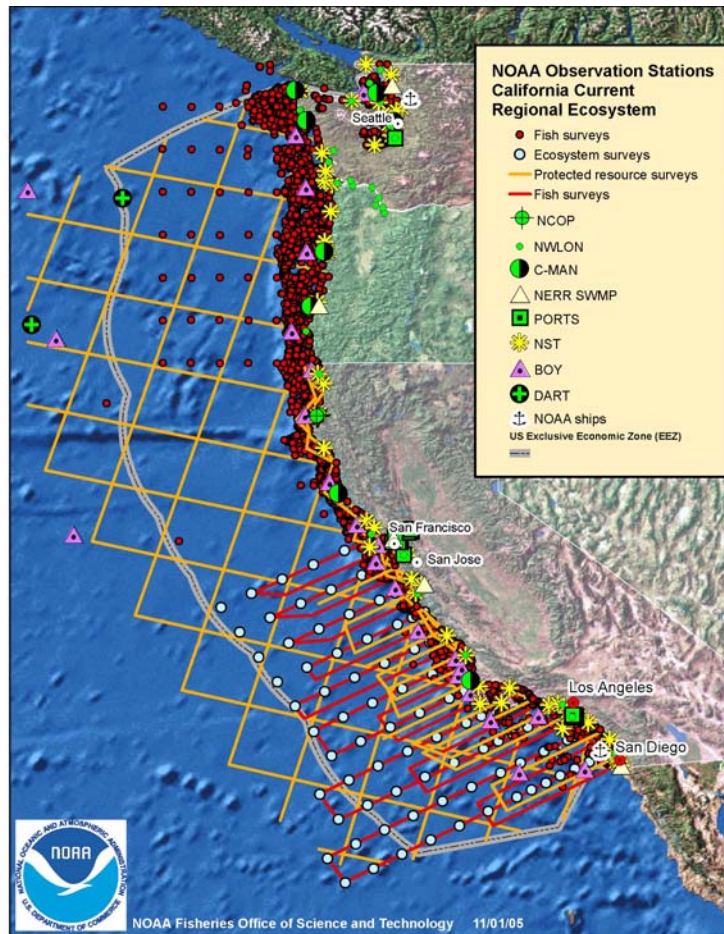 NOAA Observation Stations
California Current
Regional Ecosystem
Fish surveys
Ecosystem surveys
Protected resource surveys
Fish surveys
NCOP
NWLON
C-MAN
NERR SWMP
PORTS
NST
BOY
DART
NOAA ships
US Exclusive Economic Zone (EEZ)
Seattle
San Francisco
San Jose
Los Angeles
San Diego
NATIONAL OCEANIC AND ATMOSPHERIC ADMINISTRATION
NOAA
U.S. DEPARTMENT OF COMMERCE
NOAA Fisheries Office of Science and Technology 11/01/05